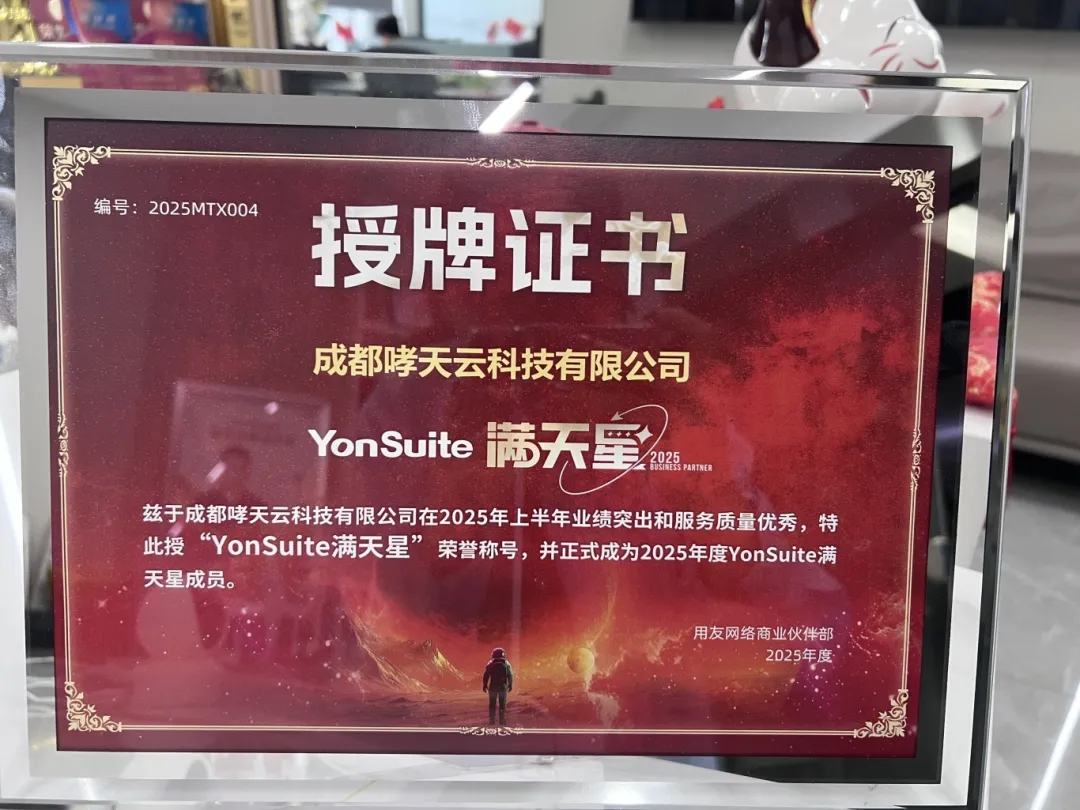 编号：2025MTX004
授牌证书
成都哮天云科技有限公司
YonSuite 满天星 2025
BUSINESS PARTNER
兹于成都哮天云科技有限公司在2025年上半年业绩突出和服务质量优秀，特
此授“YonSuite满天星”荣誉称号，并正式成为2025年度YonSuite满
天星成员。
用友网络商业伙伴部
2025年度